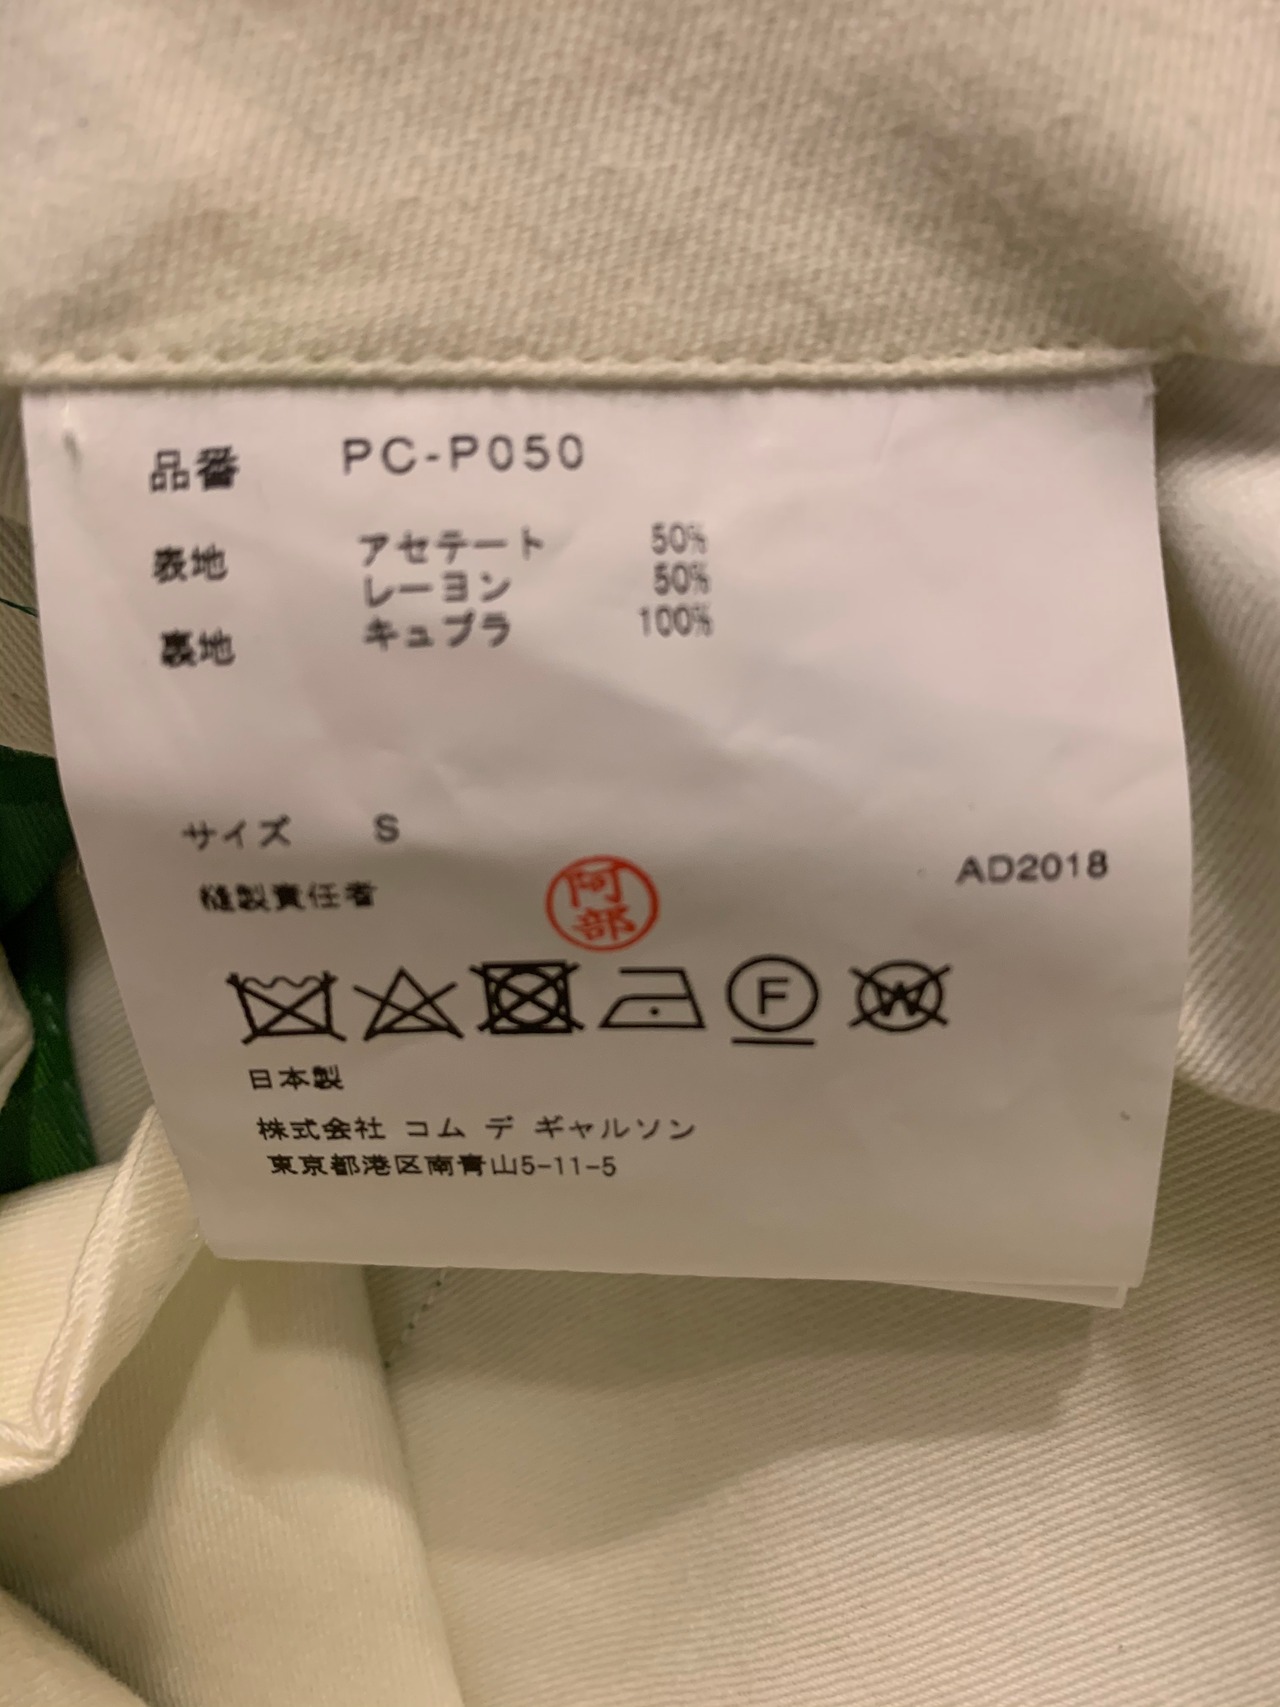 品番 PC-P050
表地 アセテート 50%
レーヨン 50%
裏地 キュプラ 100%
サイズ S
AD2018
縫製責任者 阿部
F W
日本製
株式会社 コム デ ギャルソン
東京都港区南青山5-11-5